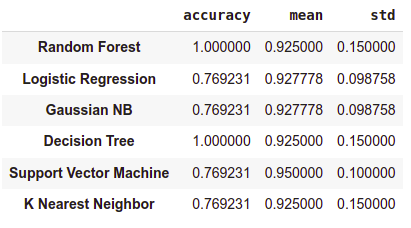 accuracy mean std
Random Forest 1.000000 0.925000 0.150000
Logistic Regression 0.769231 0.927778 0.098758
Gaussian NB 0.769231 0.927778 0.098758
Decision Tree 1.000000 0.925000 0.150000
Support Vector Machine 0.769231 0.950000 0.100000
K Nearest Neighbor 0.769231 0.925000 0.150000